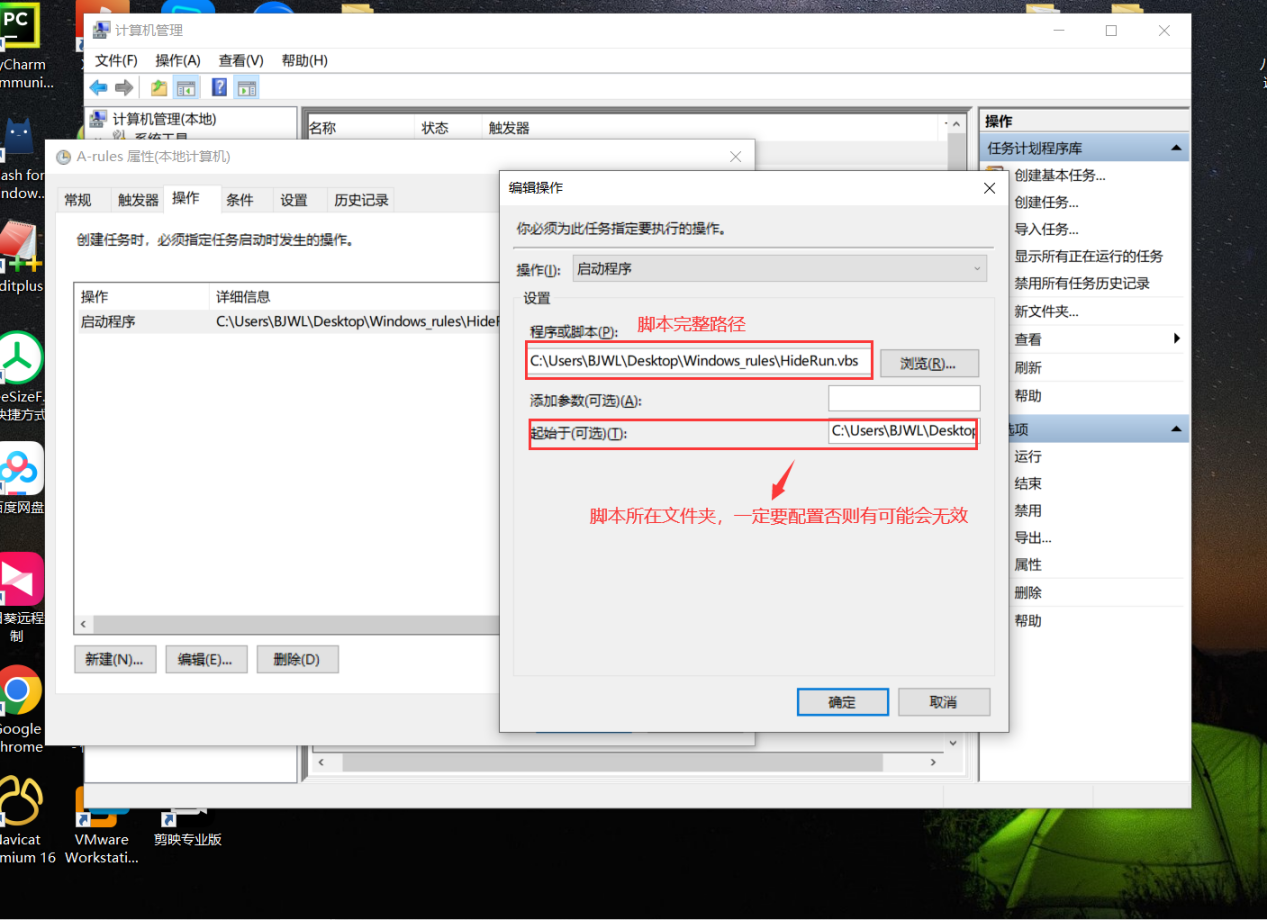 计算机管理
文件(F) 操作(A) 查看(V) 帮助(H)
计算机管理(本地)
系统工具
名称 状态 触发器
操作
任务计划程序库
创建基本任务...
创建任务...
导入任务...
显示所有正在运行的任务
禁用所有任务历史记录
新文件夹...
查看
刷新
帮助
选项
运行
结束
禁用
导出...
属性
删除
帮助
A-rules 属性(本地计算机)
常规 触发器 操作 条件 设置 历史记录
创建任务时，必须指定任务启动时发生的操作。
操作 详细信息
启动程序 C:\Users\BJWL\Desktop\Windows_rules\HideR
新建(N)... 编辑(E)... 删除(D)
编辑操作
你必须为此任务指定要执行的操作。
操作(I): 启动程序
设置
程序或脚本(P): 脚本完整路径
C:\Users\BJWL\Desktop\Windows_rules\HideRun.vbs 浏览(R)...
添加参数(可选)(A):
起始于(可选)(T): C:\Users\BJWL\Desktop
脚本所在文件夹，一定要配置否则有可能会无效
确定 取消
PC
yCharm
mmuni...
ash for
ndow...
ditplus
eSizeF.
快捷方式
百度网盘
葵远程
制
Google
hrome
Navicat
mium 16
VMware
Workstati...
剪映专业版